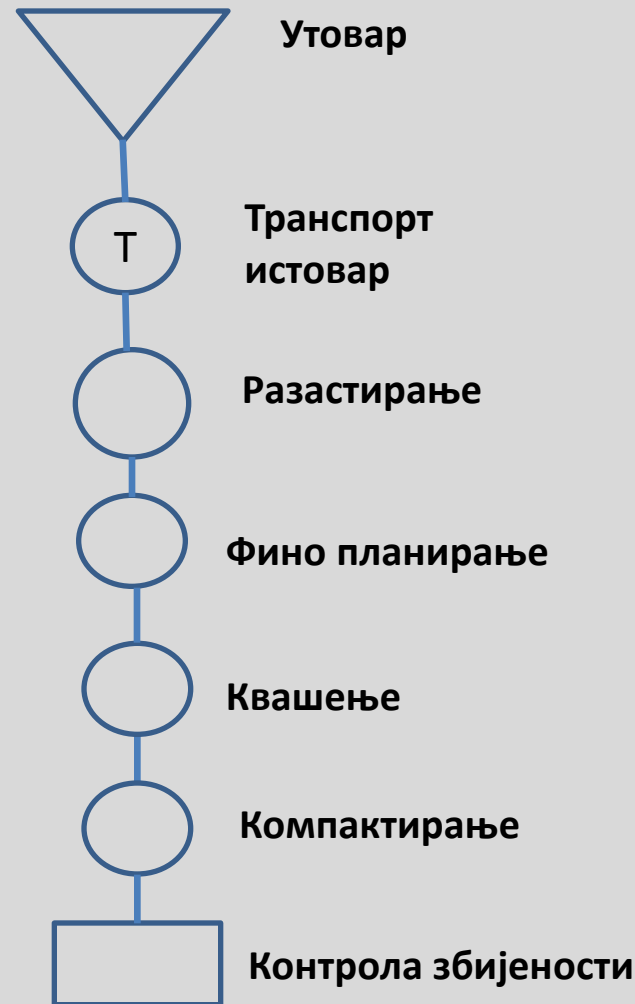 Утовар
Транспорт
истовар
Т
Разастирање
Фино планирање
Квашење
Компактирање
Контрола збијености